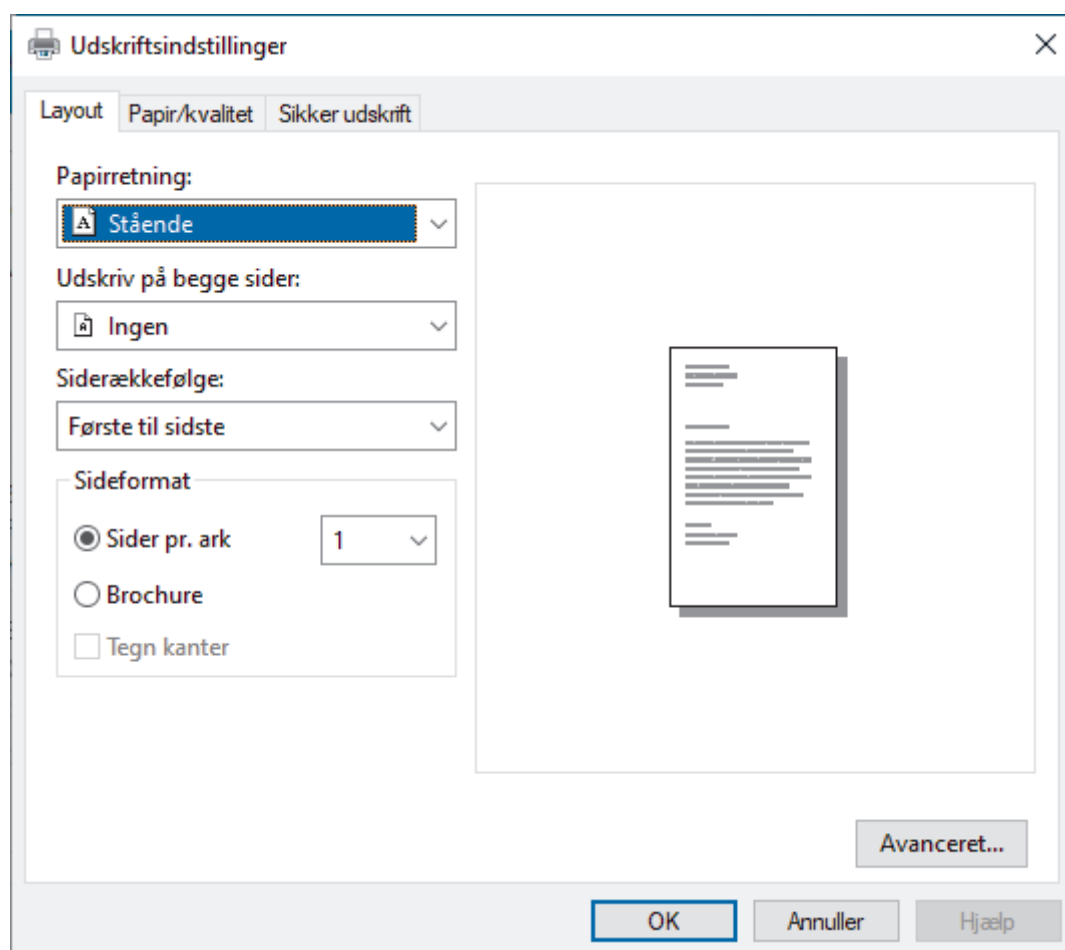 Udskriftsindstillinger
Layout Papir/kvalitet Sikker udskrift
Papirretning:
A Stående
Udskriv på begge sider:
Ingen
Siderækkefølge:
Første til sidste
Sideformat
Sider pr. ark 1
Brochure
Tegn kanter
Avanceret...
OK Annuller Hjælp